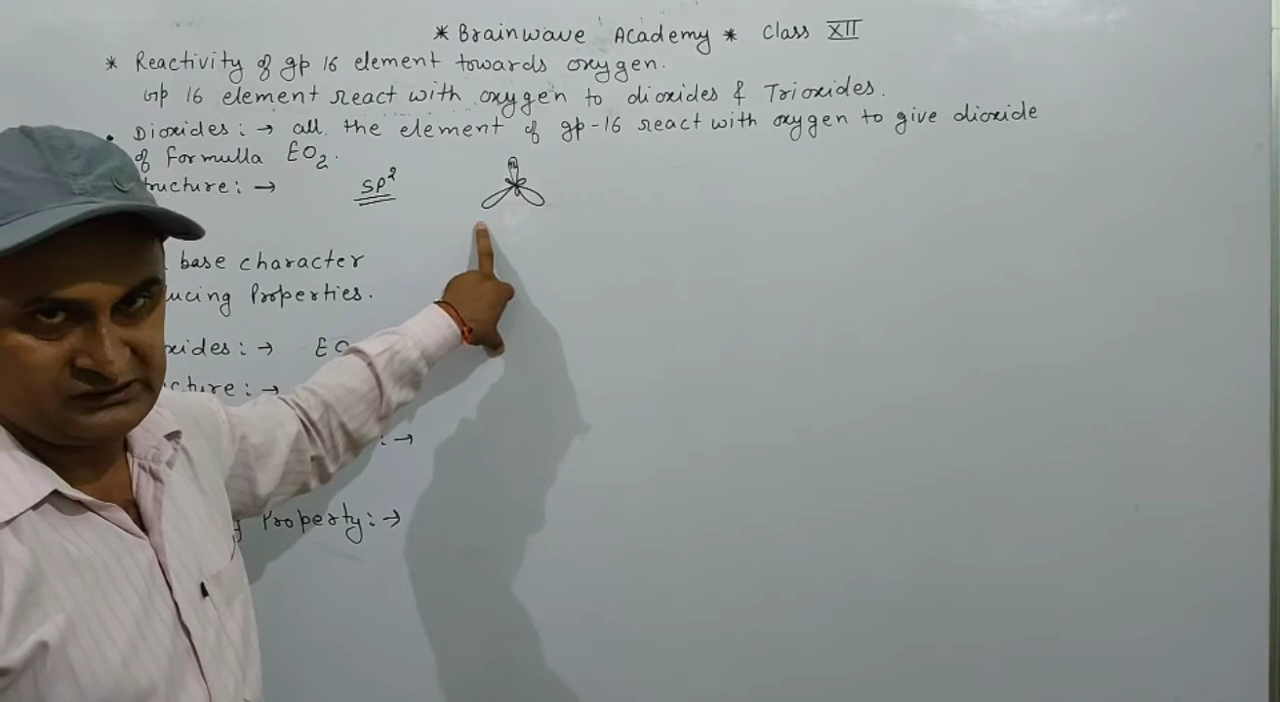 * Brainwave Academy * Class XII
* Reactivity of gp 16 element towards oxygen.
Gp 16 element react with oxygen to dioxides & Trioxides.
• Dioxides: → all the element of gp-16 react with oxygen to give dioxide
of Formulla EO₂.
ructure: → SP²
base character
ucing Properties.
xides: → EO
cture: →
: →
Property: →